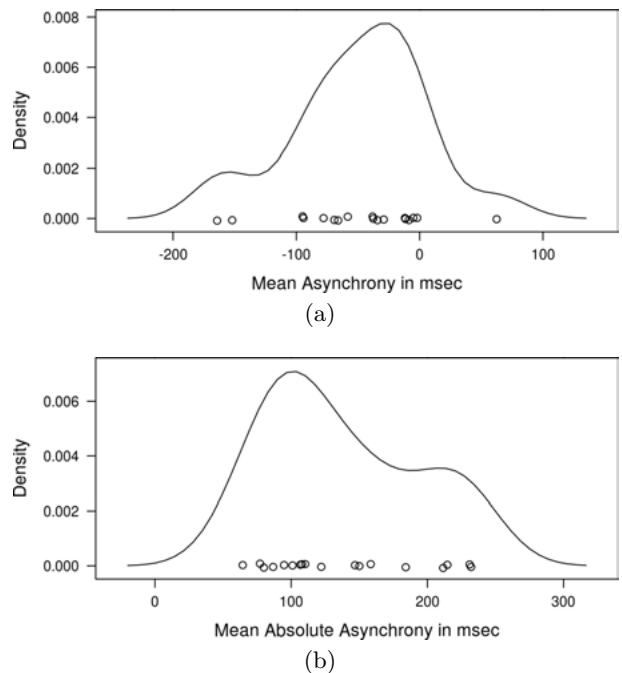 0.008
0.006
0.004
0.002
0.000
Density
-200 -100 0 100
Mean Asynchrony in msec
(a)
0.006
0.004
0.002
0.000
Density
0 100 200 300
Mean Absolute Asynchrony in msec
(b)